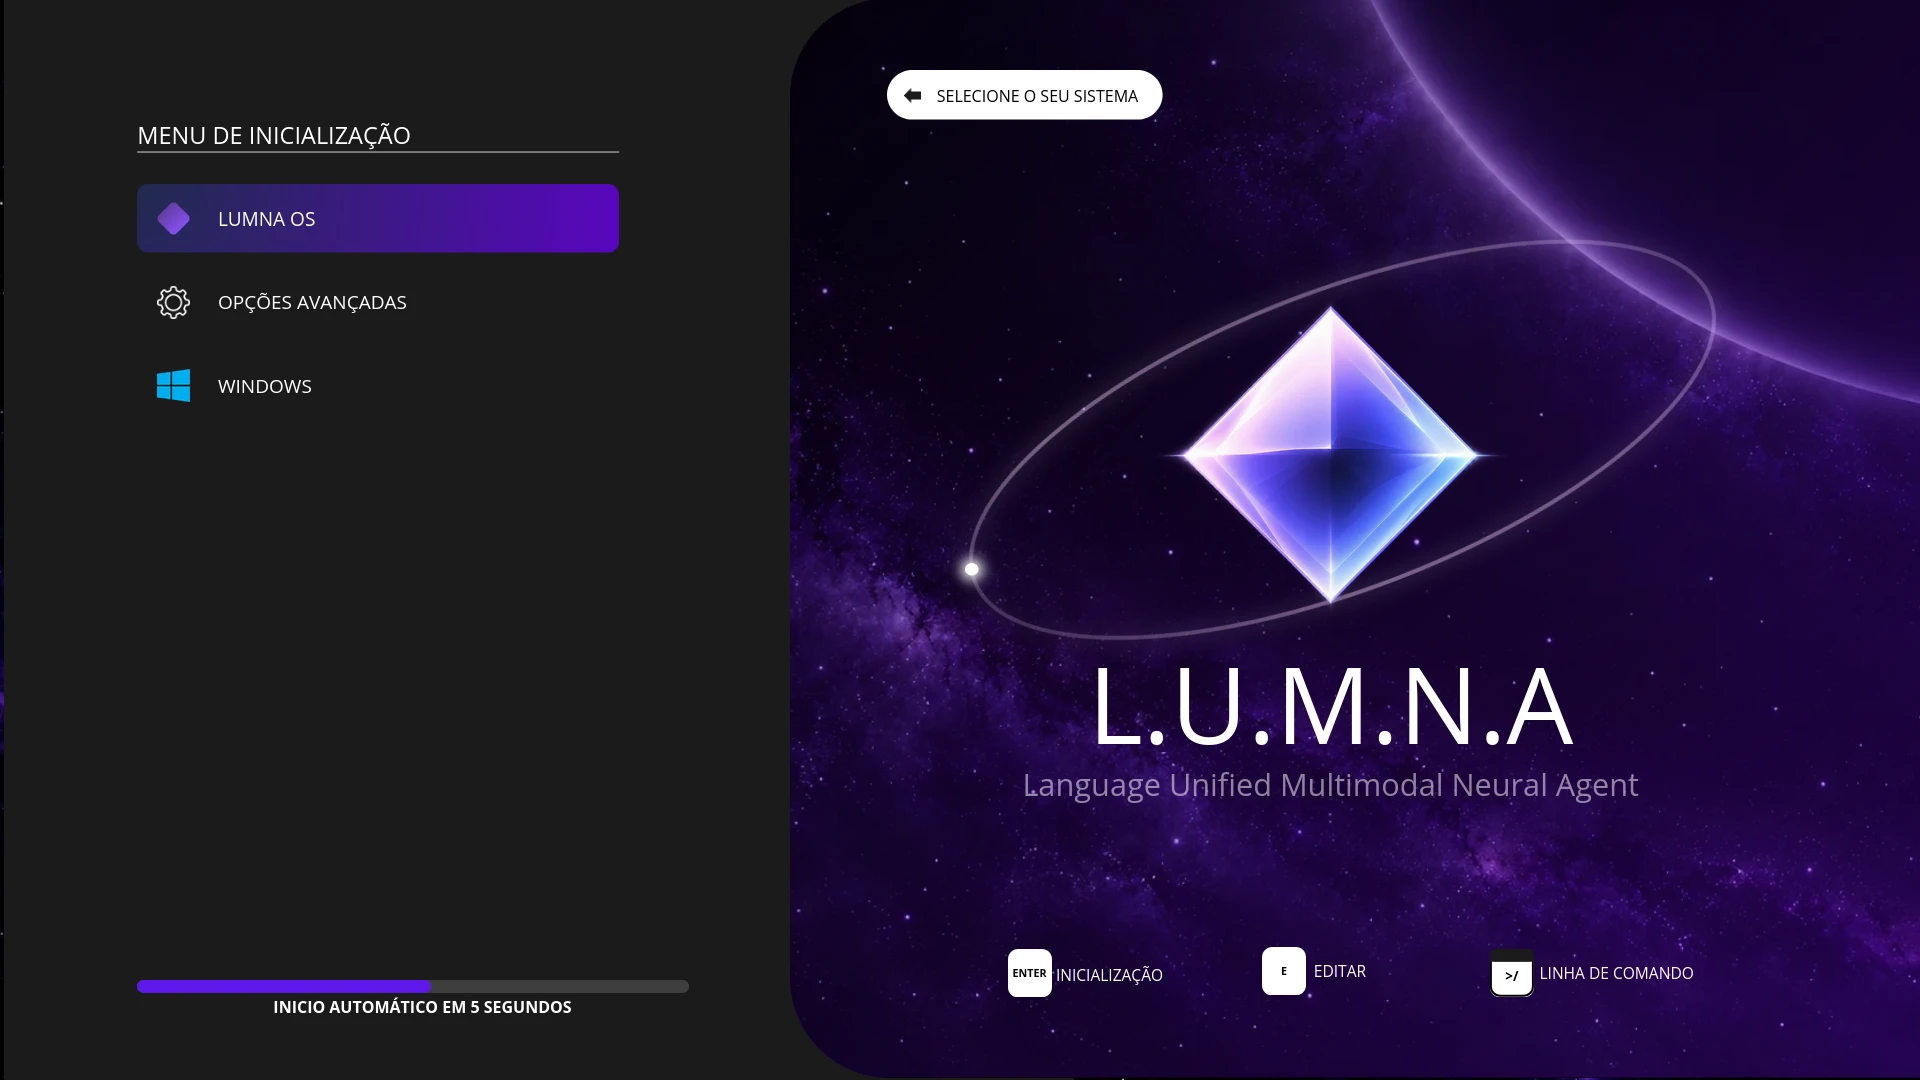 MENU DE INICIALIZAÇÃO
LUMNA OS
OPÇÕES AVANÇADAS
WINDOWS
INICIO AUTOMÁTICO EM 5 SEGUNDOS
SELECIONE O SEU SISTEMA
L.U.M.N.A
Language Unified Multimodal Neural Agent
ENTER INICIALIZAÇÃO
E EDITAR
>/ LINHA DE COMANDO